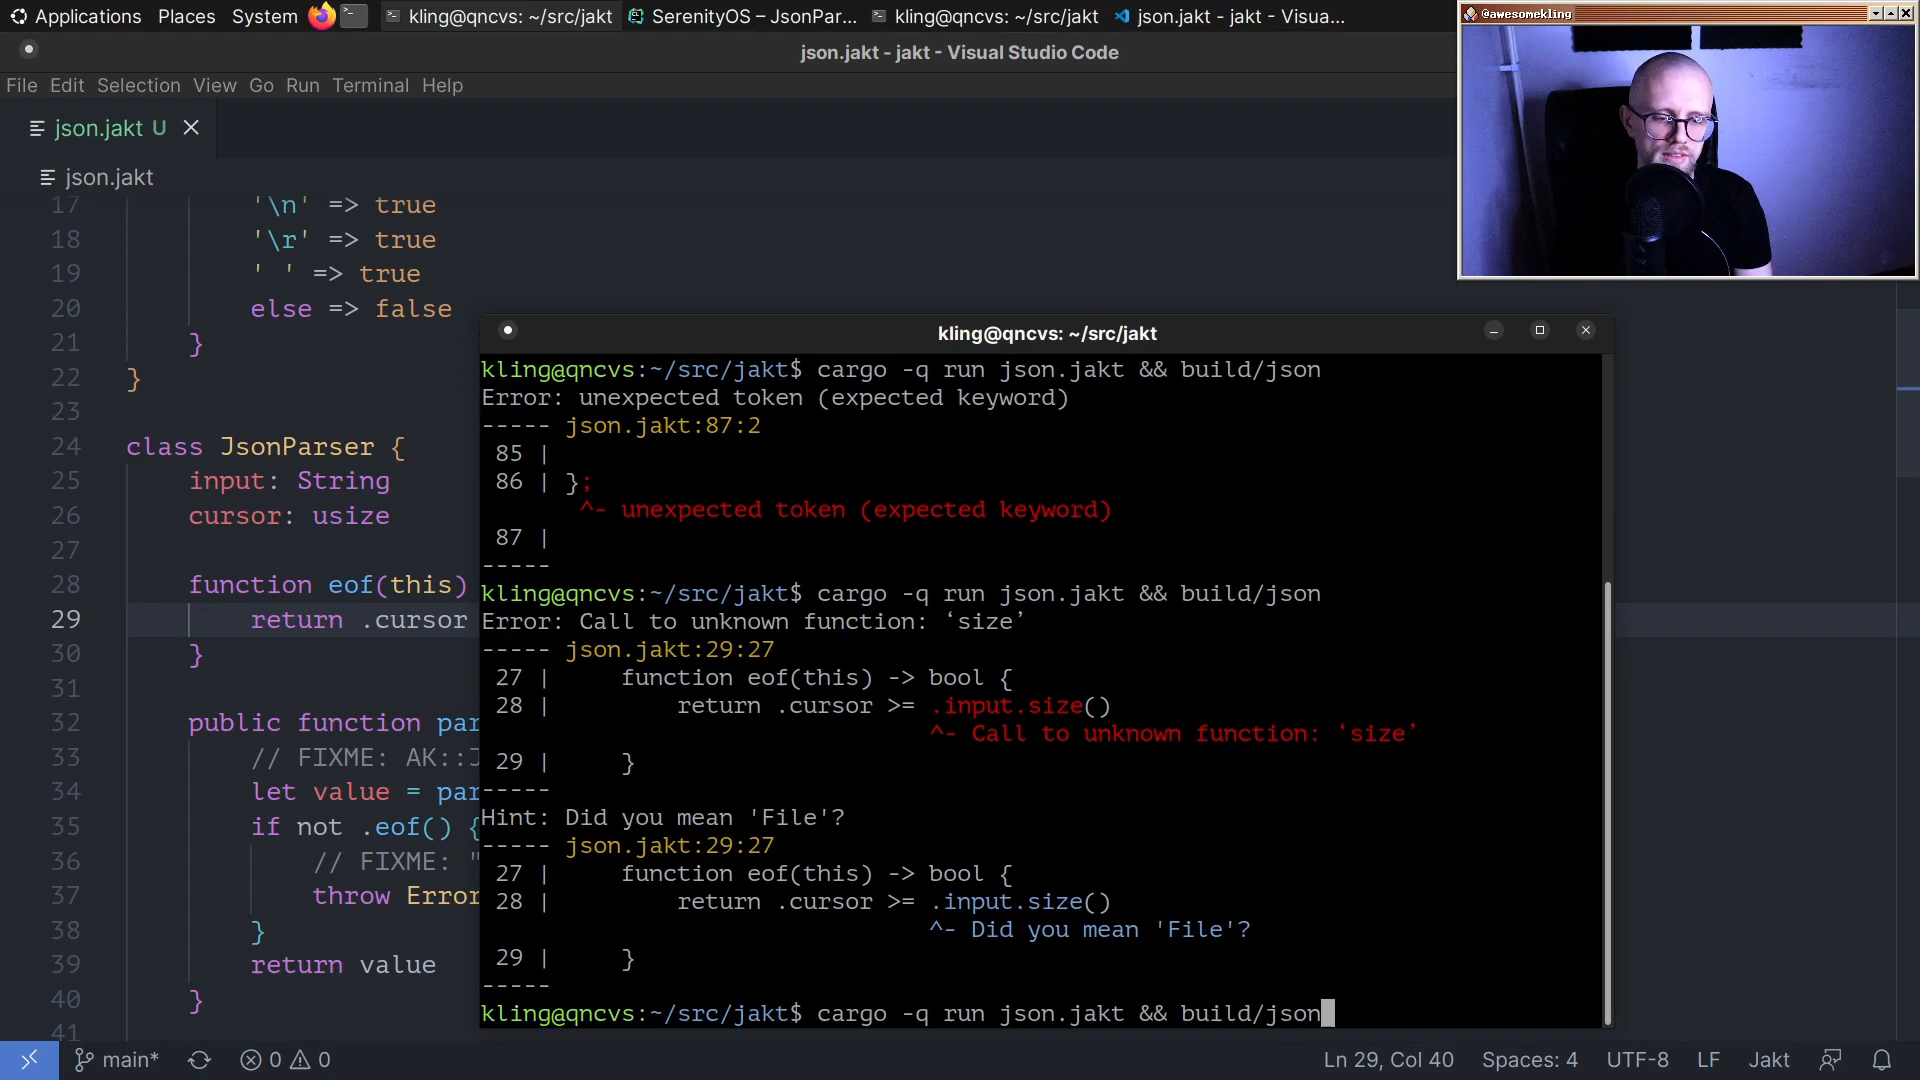 Applications Places System kling@qncvs: ~/src/jakt SerenityOS – JsonPar... kling@qncvs: ~/src/jakt json.jakt - jakt - Visua...
@awesomekling
json.jakt - jakt - Visual Studio Code
File Edit Selection View Go Run Terminal Help
json.jakt U
json.jakt
17 '\n' => true
18 '\r' => true
19 ' ' => true
20 else => false
21 }
22 }
23
24 class JsonParser {
25 input: String
26 cursor: usize
27
28 function eof(this)
29 return .cursor
30 }
31
32 public function par
33 // FIXME: AK::J
34 let value = par
35 if not .eof() {
36 // FIXME: "
37 throw Error
38 }
39 return value
40 }
41
kling@qncvs: ~/src/jakt
kling@qncvs:~/src/jakt$ cargo -q run json.jakt && build/json
Error: unexpected token (expected keyword)
----- json.jakt:87:2
85 |
86 | };
^- unexpected token (expected keyword)
87 |
-----
kling@qncvs:~/src/jakt$ cargo -q run json.jakt && build/json
Error: Call to unknown function: ‘size’
----- json.jakt:29:27
27 | function eof(this) -> bool {
28 | return .cursor >= .input.size()
^- Call to unknown function: ‘size’
29 | }
-----
Hint: Did you mean 'File'?
----- json.jakt:29:27
27 | function eof(this) -> bool {
28 | return .cursor >= .input.size()
^- Did you mean 'File'?
29 | }
-----
kling@qncvs:~/src/jakt$ cargo -q run json.jakt && build/json
main* 0 0 Ln 29, Col 40 Spaces: 4 UTF-8 LF Jakt